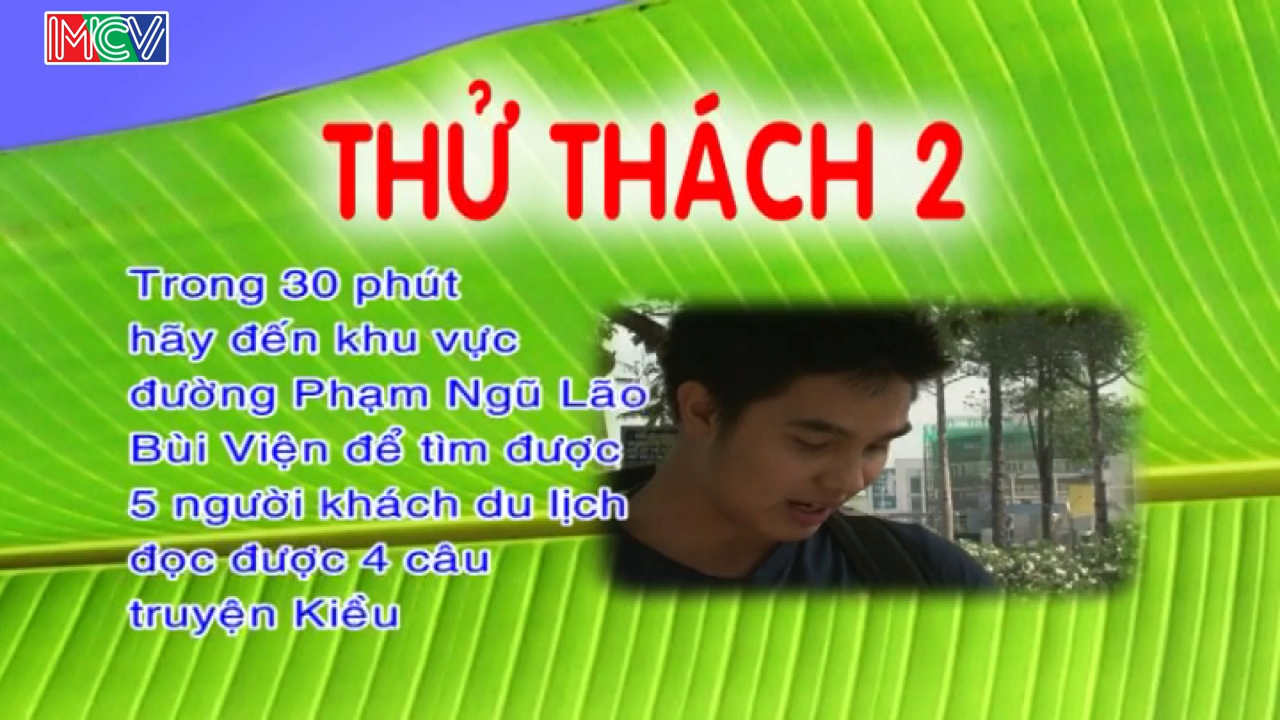 MCV
THỬ THÁCH 2
Trong 30 phút
hãy đến khu vực
đường Phạm Ngũ Lão
Bùi Viện để tìm được
5 người khách du lịch
đọc được 4 câu
truyện Kiều